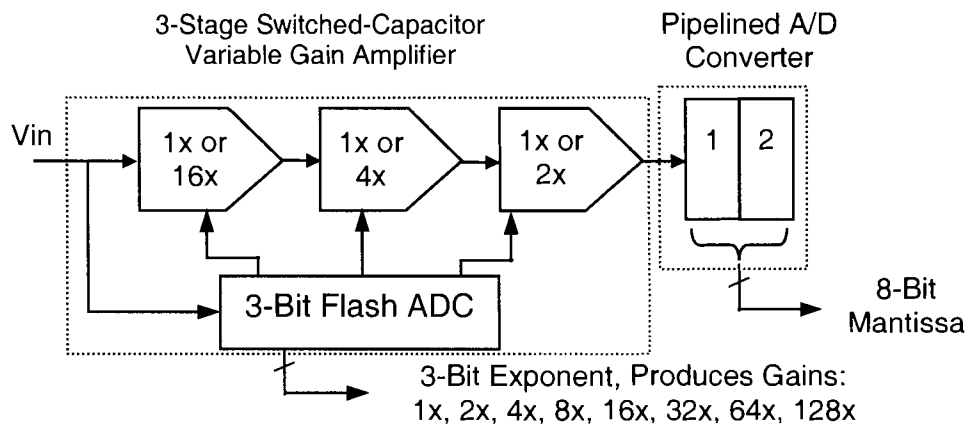 3-Stage Switched-Capacitor
Variable Gain Amplifier
Pipelined A/D
Converter
Vin
1x or
16x
1x or
4x
1x or
2x
1
2
3-Bit Flash ADC
8-Bit
Mantissa
3-Bit Exponent, Produces Gains:
1x, 2x, 4x, 8x, 16x, 32x, 64x, 128x